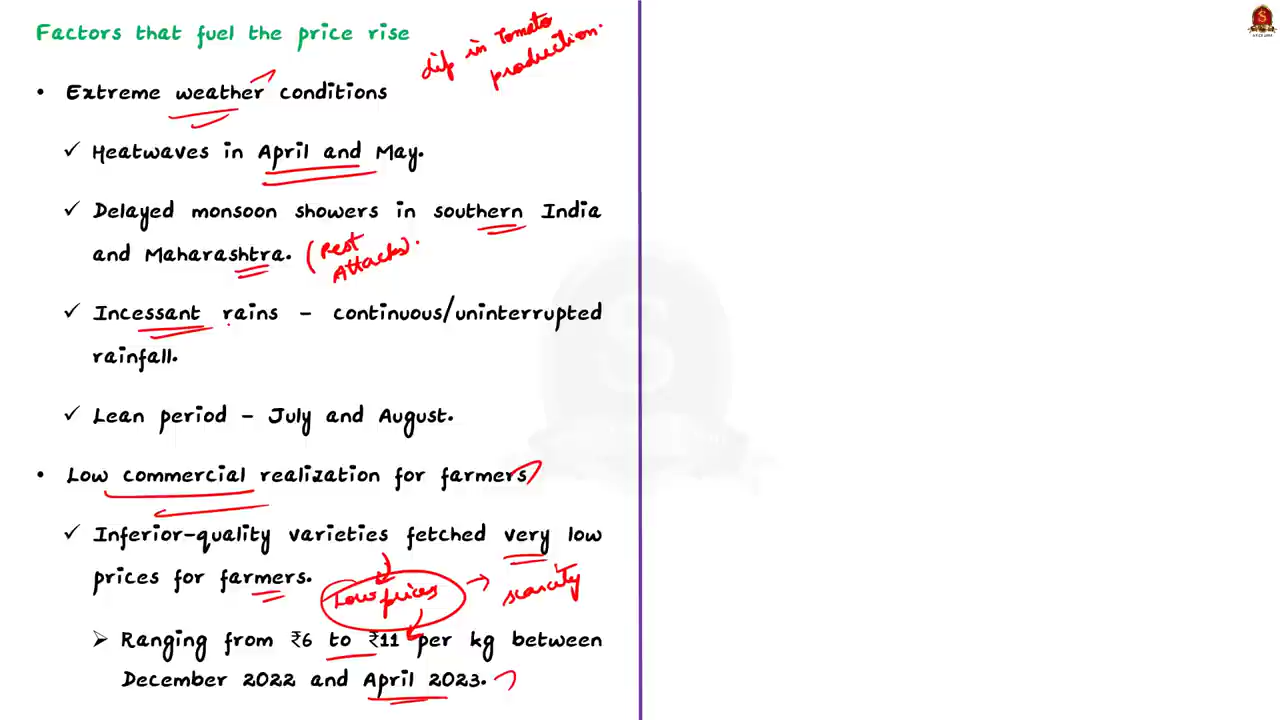 Factors that fuel the price rise
dip in Tomato
production.
• Extreme weather conditions
✓ Heatwaves in April and May.
✓ Delayed monsoon showers in southern India
and Maharashtra. (Pest
Attacks).
✓ Incessant rains – continuous/uninterrupted
rainfall.
✓ Lean period – July and August.
• Low commercial realization for farmers
✓ Inferior-quality varieties fetched very low
prices for farmers.
Low prices → scarcity
➢ Ranging from ₹6 to ₹11 per kg between
December 2022 and April 2023.